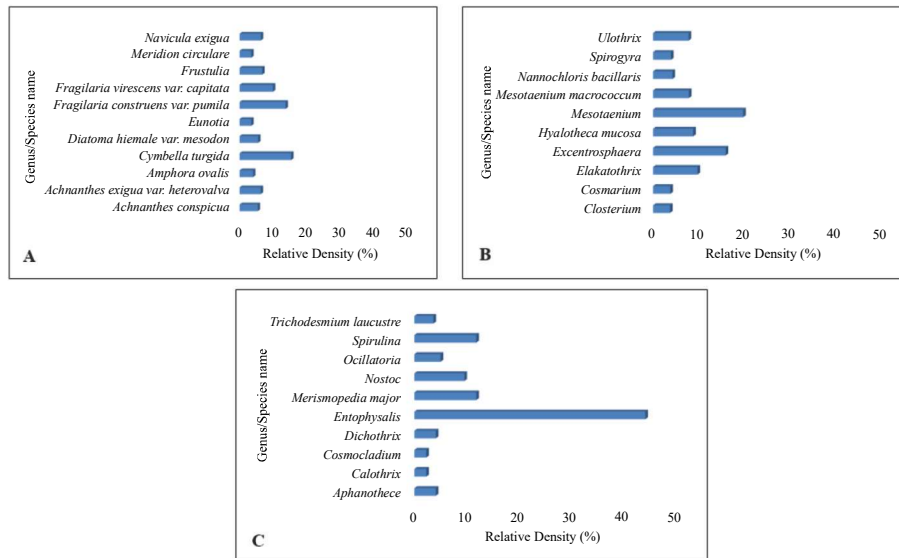 Genus/Species name
Navicula exigua
Meridion circulare
Frustulia
Fragilaria virescens var. capitata
Fragilaria construens var. pumila
Eunotia
Diatoma hiemale var. mesodon
Cymbella turgida
Amphora ovalis
Achnanthes exigua var. heterovalva
Achnanthes conspicua
0 10 20 30 40 50
Relative Density (%)
A
Genus/Species name
Ulothrix
Spirogyra
Nannochloris bacillaris
Mesotaenium macrococcum
Mesotaenium
Hyalotheca mucosa
Excentrosphaera
Elakatothrix
Cosmarium
Closterium
0 10 20 30 40 50
Relative Density (%)
B
Genus/Species name
Trichodesmium laucustre
Spirulina
Ocillatoria
Nostoc
Merismopedia major
Entophysalis
Dichothrix
Cosmocladium
Calothrix
Aphanothece
0 10 20 30 40 50
Relative Density (%)
C